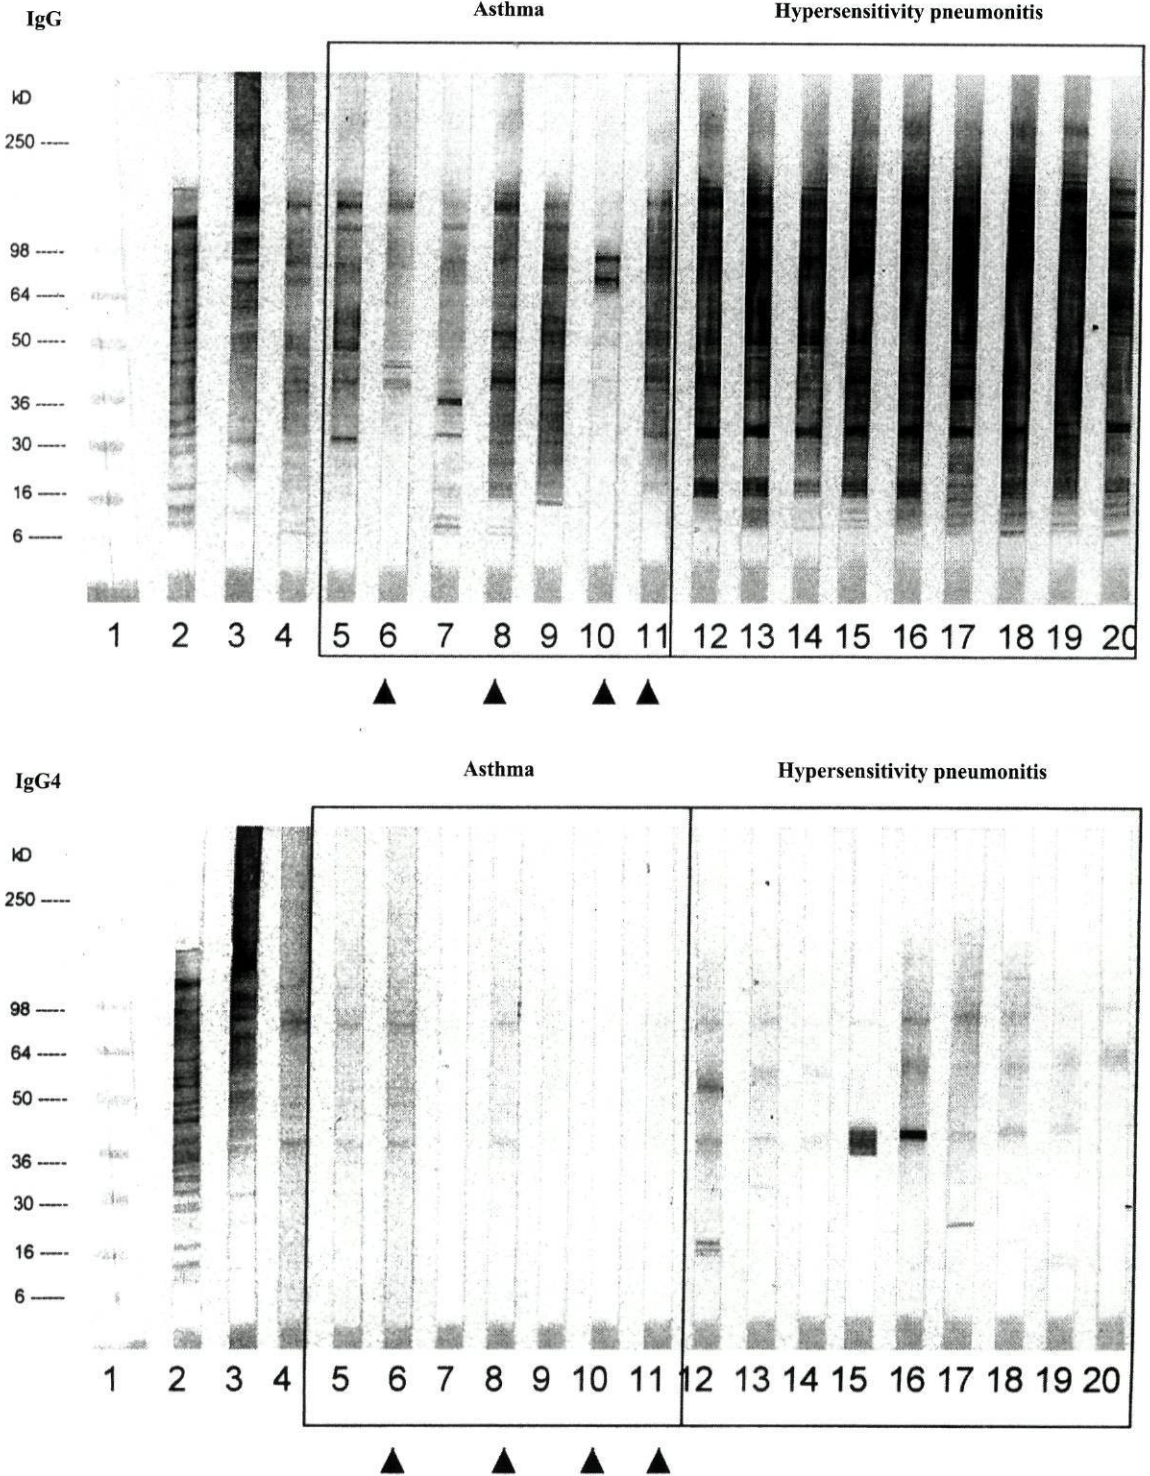 IgG
Asthma Hypersensitivity pneumonitis
kD
250 -----
98 ----
64 ----
50 ----
36 ----
30 ----
16 ----
6 ----
1 2 3 4 5 6 7 8 9 10 11 12 13 14 15 16 17 18 19 20
IgG4
Asthma Hypersensitivity pneumonitis
kD
250 -----
98 ----
64 ----
50 ----
36 ----
30 ----
16 ----
6 ----
1 2 3 4 5 6 7 8 9 10 11 12 13 14 15 16 17 18 19 20